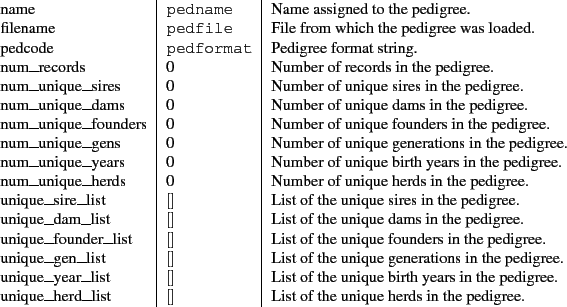 name pedname Name assigned to the pedigree.
filename pedfile File from which the pedigree was loaded.
pedcode pedformat Pedigree format string.
num_records 0 Number of records in the pedigree.
num_unique_sires 0 Number of unique sires in the pedigree.
num_unique_dams 0 Number of unique dams in the pedigree.
num_unique_founders 0 Number of unique founders in the pedigree.
num_unique_gens 0 Number of unique generations in the pedigree.
num_unique_years 0 Number of unique birth years in the pedigree.
num_unique_herds 0 Number of unique herds in the pedigree.
unique_sire_list [] List of the unique sires in the pedigree.
unique_dam_list [] List of the unique dams in the pedigree.
unique_founder_list [] List of the unique founders in the pedigree.
unique_gen_list [] List of the unique generations in the pedigree.
unique_year_list [] List of the unique birth years in the pedigree.
unique_herd_list [] List of the unique herds in the pedigree.